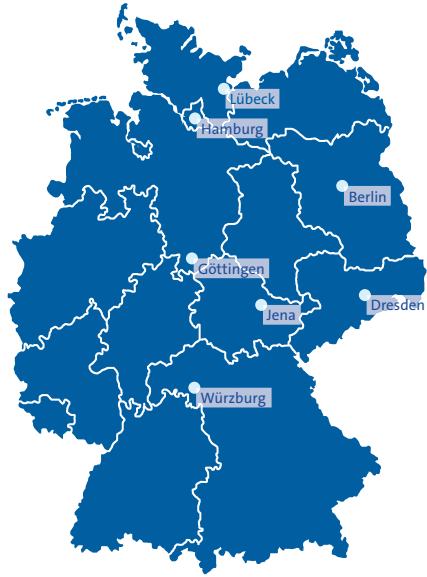 Lübeck
Hamburg
Berlin
Göttingen
Dresden
Jena
Würzburg